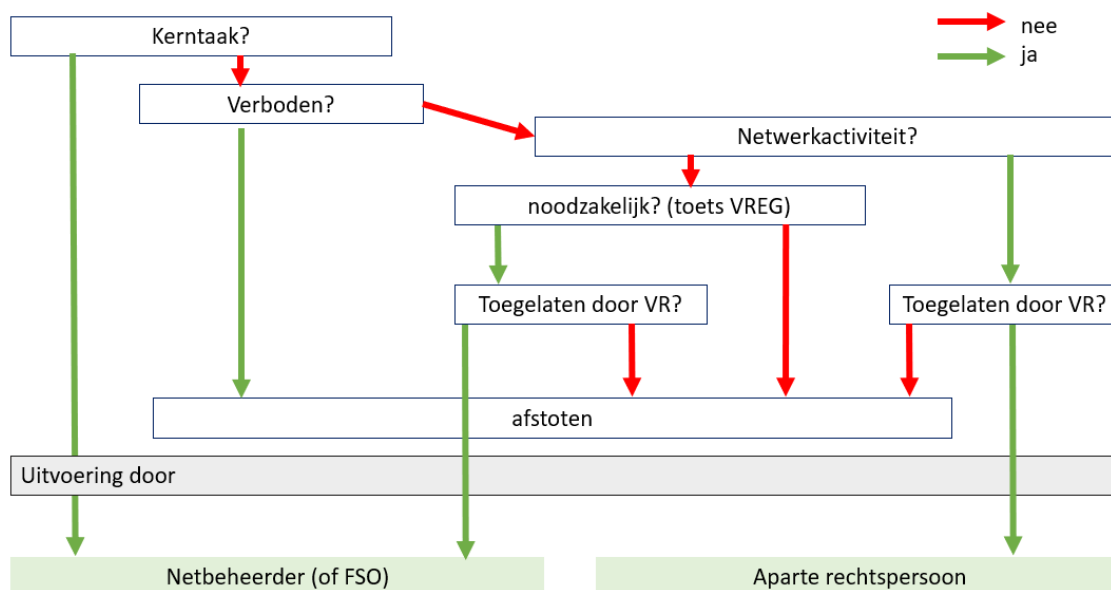 Kerntaak?
nee
ja
Verboden?
Netwerkactiviteit?
noodzakelijk? (toets VREG)
Toegelaten door VR?
Toegelaten door VR?
afstoten
Uitvoering door
Netbeheerder (of FSO)
Aparte rechtspersoon